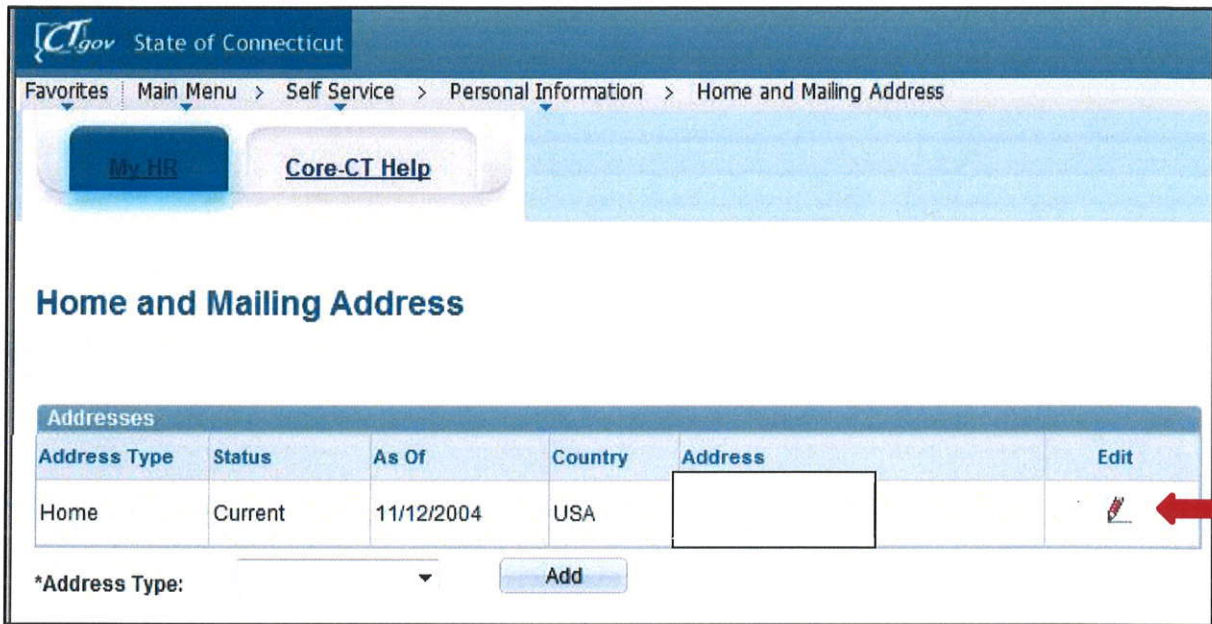 CTgov State of Connecticut
Favorites Main Menu > Self Service > Personal Information > Home and Mailing Address
My HR Core-CT Help
Home and Mailing Address
Addresses
Address Type Status As Of Country Address Edit
Home Current 11/12/2004 USA
*Address Type: Add